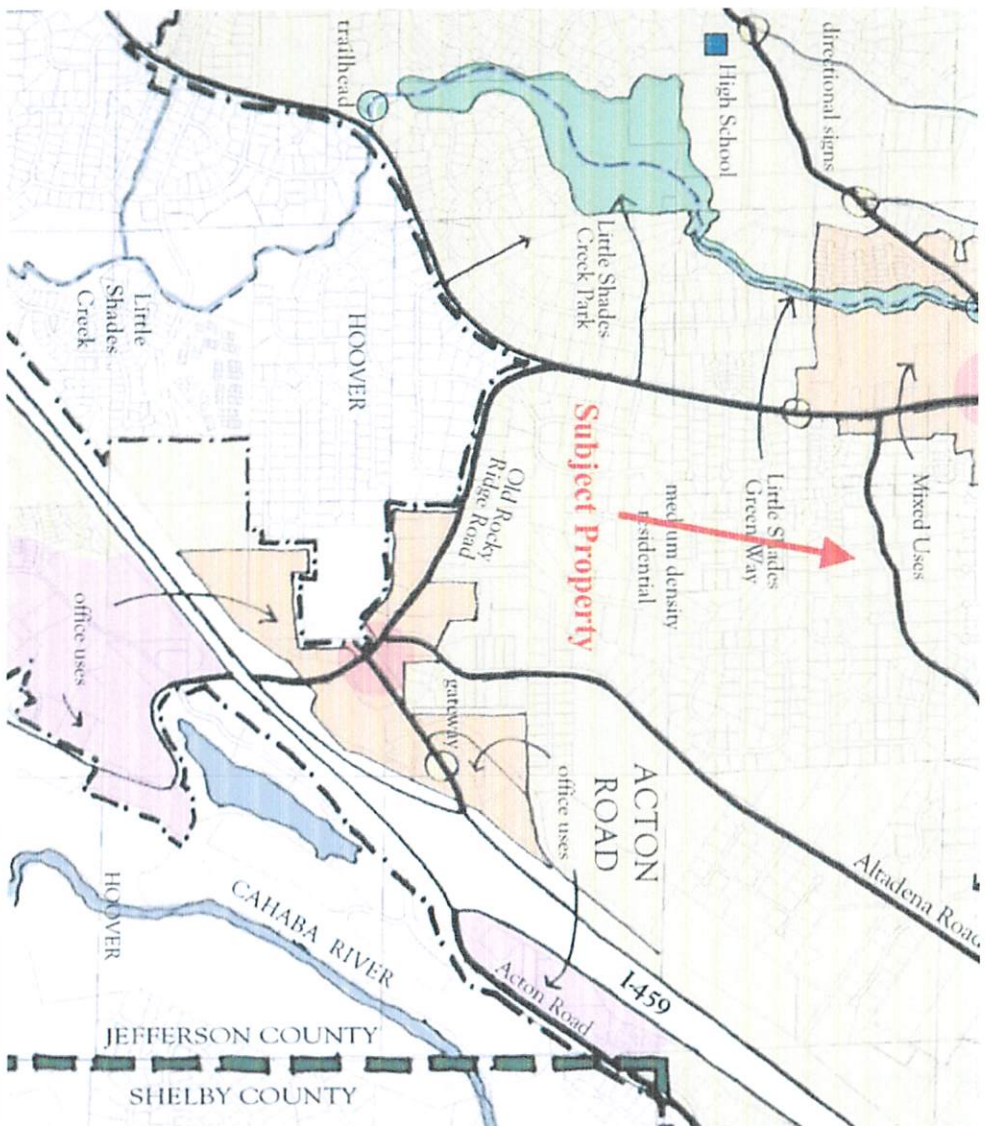 trailhead
High School
directional signs
Little Shades
Creek Park
Little
Shades
Creek
HOOVER
Old Rocky
Ridge Road
Subject Property
medium density
residential
Little Shades
Green Way
Mixed Uses
office uses
gateway
office uses
ACTON
ROAD
Altadena Road
HOOVER
CAHABA RIVER
Acton Road
I-459
JEFFERSON COUNTY
SHELBY COUNTY